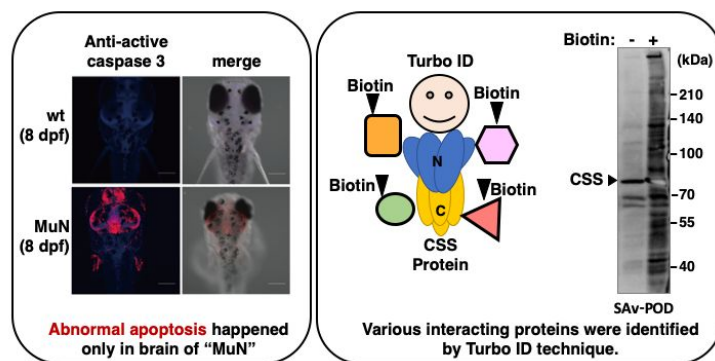 Anti-active
caspase 3
merge
wt
(8 dpf)
MuN
(8 dpf)
Abnormal apoptosis happened
only in brain of “MuN”
Turbo ID
Biotin
Biotin
N
Biotin
Biotin
C
CSS
Protein
Biotin: - +
(kDa)
210
140
100
CSS
70
55
40
SAv-POD
Various interacting proteins were identified
by Turbo ID technique.